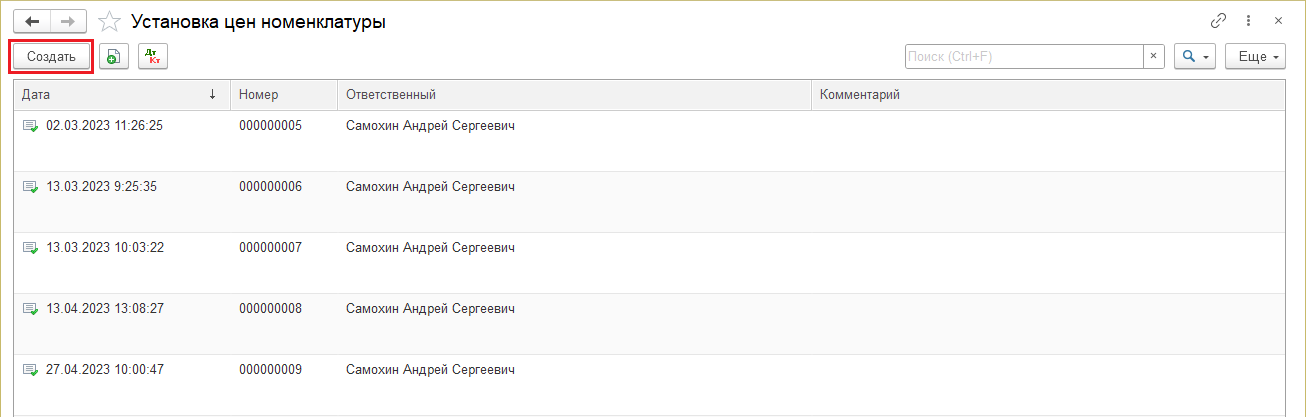 Установка цен номенклатуры
Создать Дт Кт Поиск (Ctrl+F) × Еще
Дата ↓ Номер Ответственный Комментарий
02.03.2023 11:26:25 000000005 Самохин Андрей Сергеевич
13.03.2023 9:25:35 000000006 Самохин Андрей Сергеевич
13.03.2023 10:03:22 000000007 Самохин Андрей Сергеевич
13.04.2023 13:08:27 000000008 Самохин Андрей Сергеевич
27.04.2023 10:00:47 000000009 Самохин Андрей Сергеевич